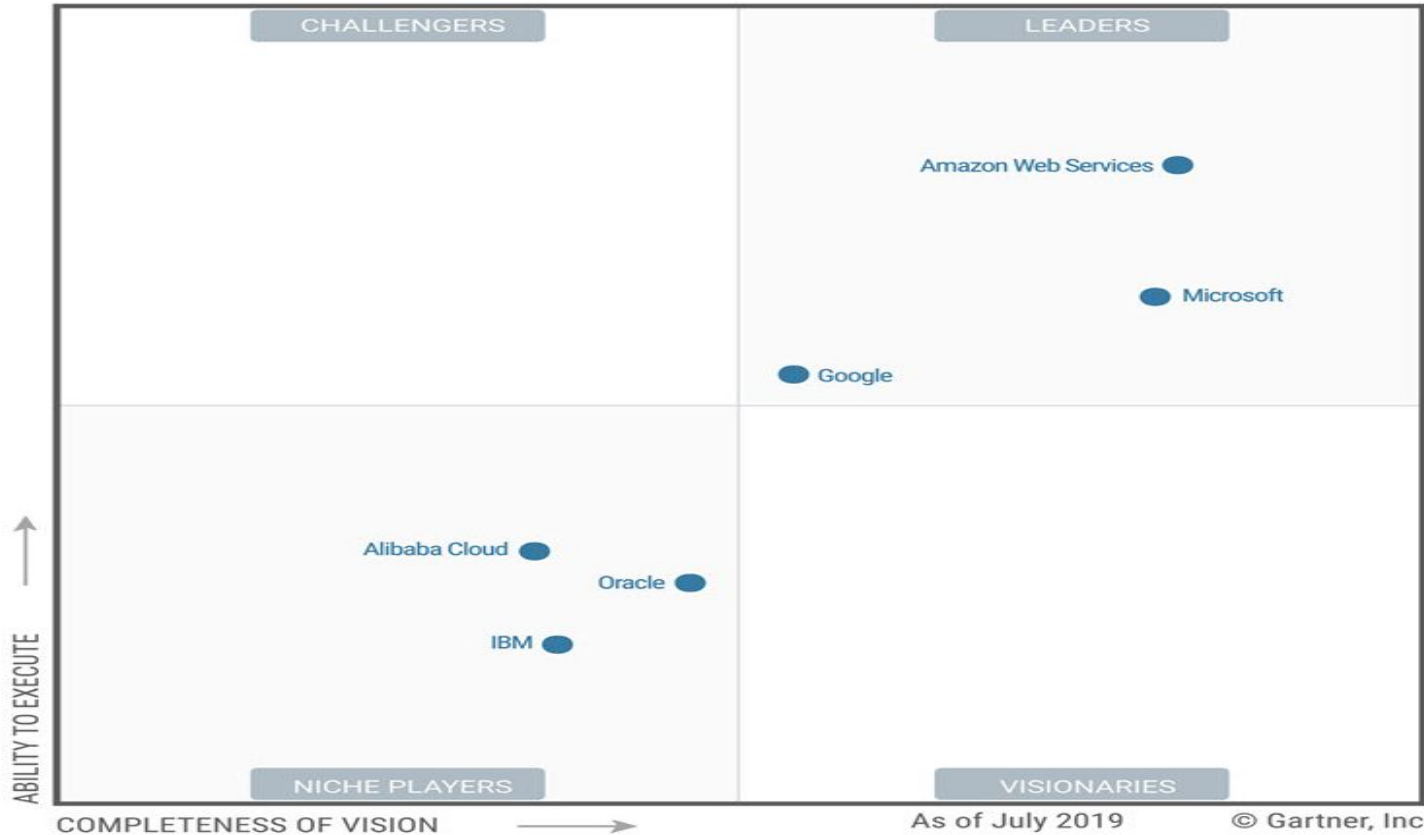 CHALLENGERS
LEADERS
Amazon Web Services
Microsoft
Google
Alibaba Cloud
Oracle
IBM
ABILITY TO EXECUTE
NICHE PLAYERS
VISIONARIES
COMPLETENESS OF VISION
As of July 2019
© Gartner, Inc